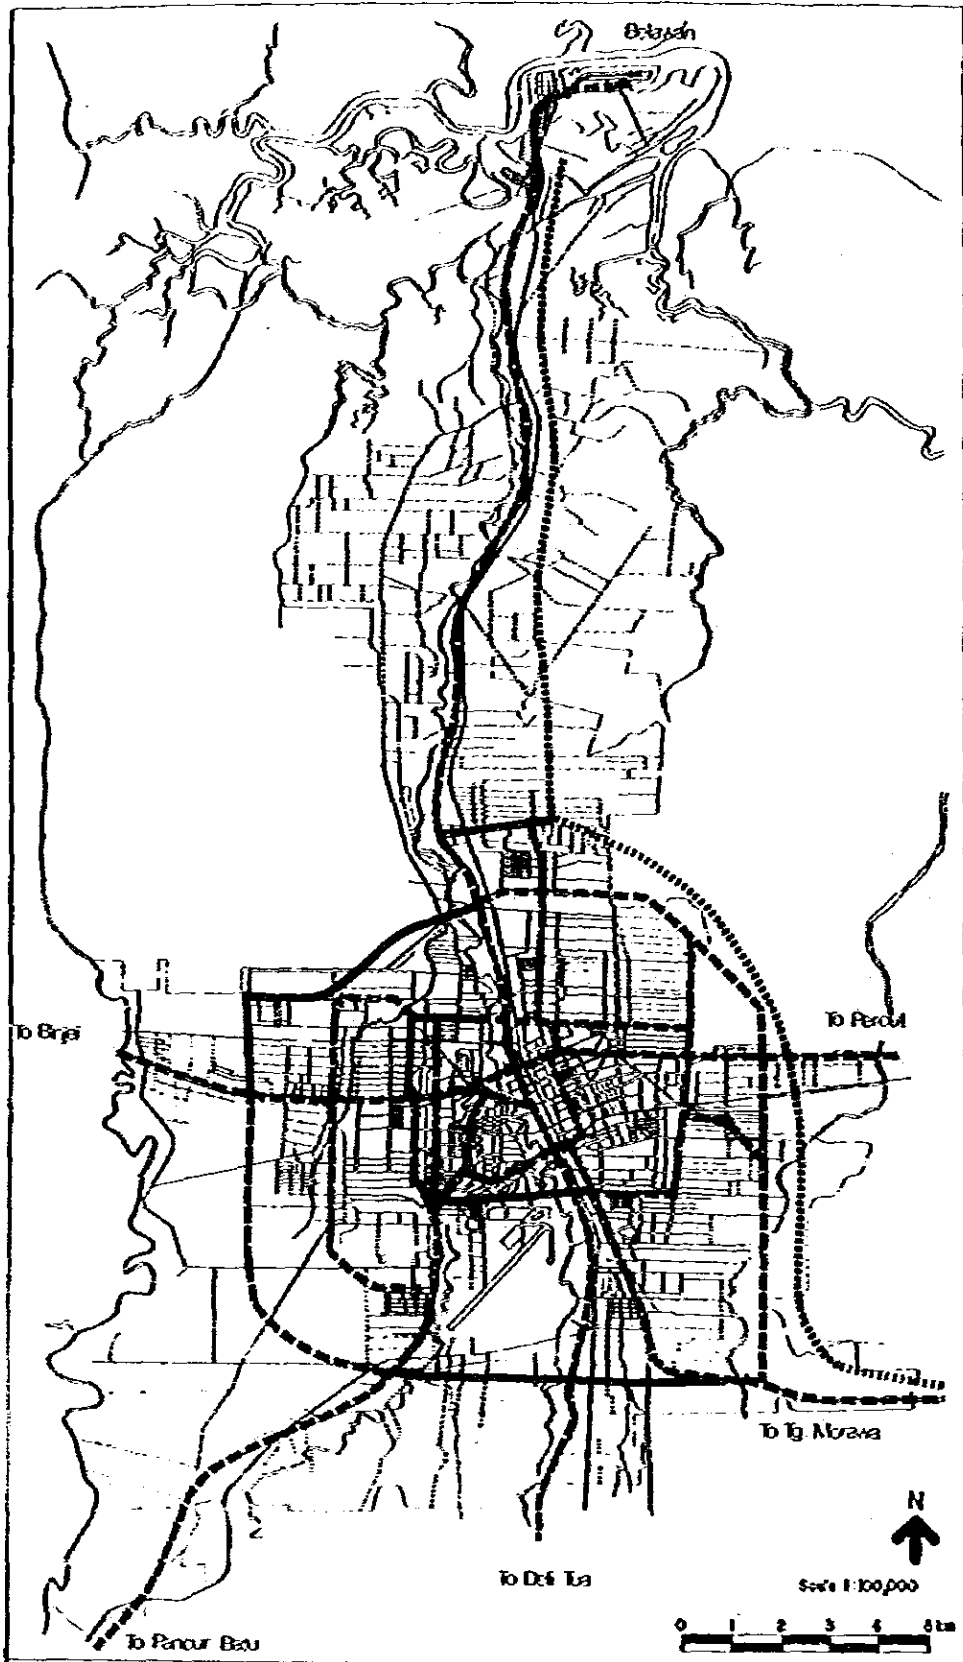 Belawan
To Binjai
To Percut
To Tg. Morawa
N
To Deli Tua
Scale 1:100,000
0 1 2 3 4 5 km
To Pancur Batu